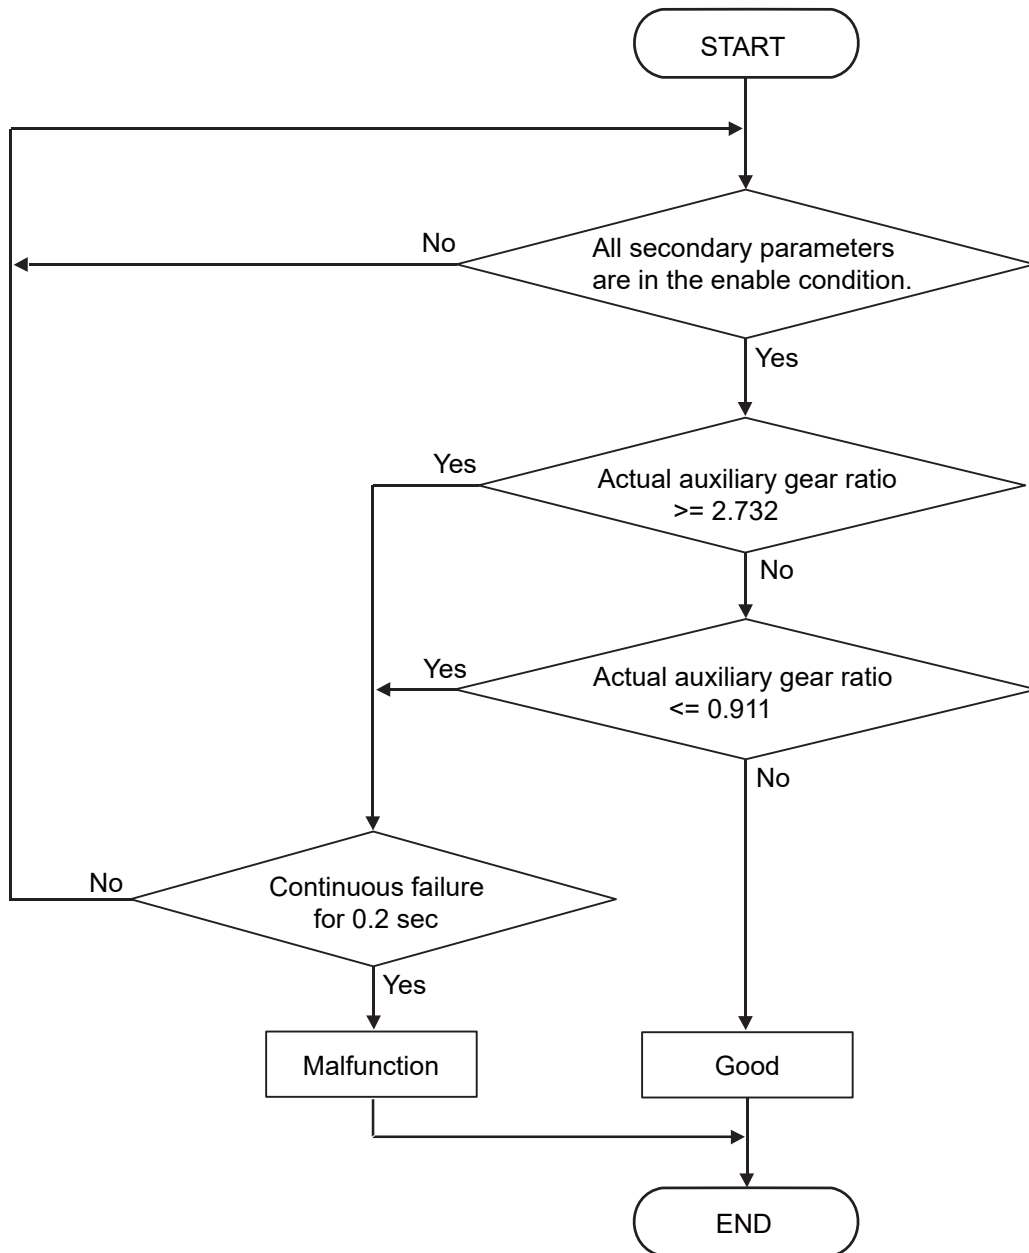 START
No
All secondary parameters
are in the enable condition.
Yes
Yes
Actual auxiliary gear ratio
>= 2.732
No
Yes
Actual auxiliary gear ratio
<= 0.911
No
No
Continuous failure
for 0.2 sec
Yes
Malfunction
Good
END